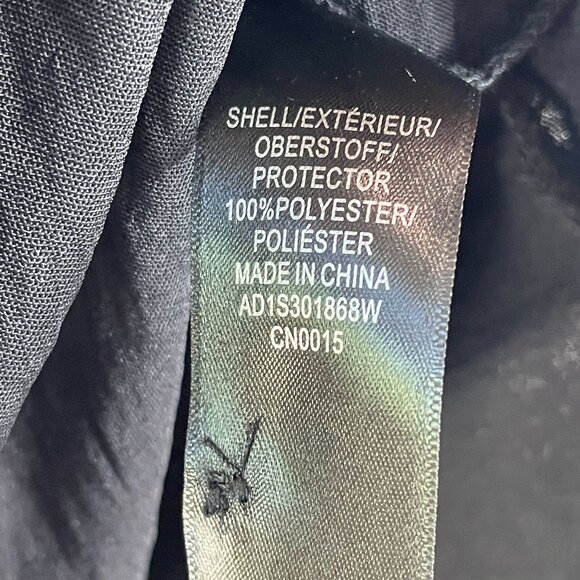 SHELL/EXTÉRIEUR/
OBERSTOFF/
PROTECTOR
100%POLYESTER/
POLIÉSTER
MADE IN CHINA
AD1S301868W
CN0015